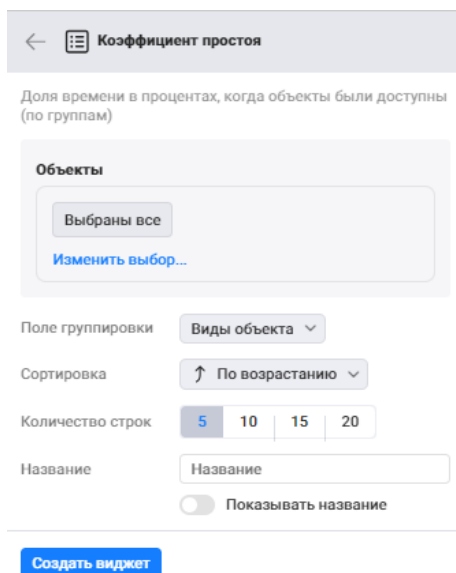 Коэффициент простоя
Доля времени в процентах, когда объекты были доступны
(по группам)
Объекты
Выбраны все
Изменить выбор...
Поле группировки Виды объекта
Сортировка По возрастанию
Количество строк 5 10 15 20
Название Название
Показывать название
Создать виджет